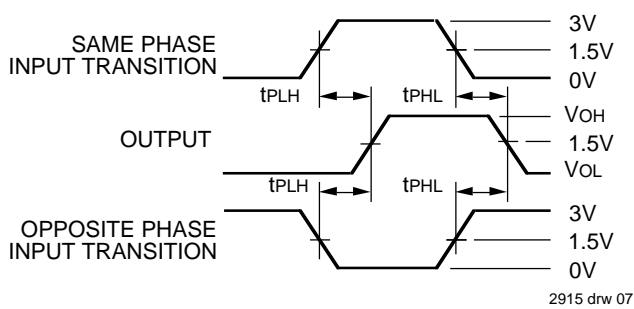 SAME PHASE
INPUT TRANSITION
3V
1.5V
0V
tPLH
tPHL
OUTPUT
VOH
1.5V
VOL
tPLH
tPHL
OPPOSITE PHASE
INPUT TRANSITION
3V
1.5V
0V
2915 drw 07